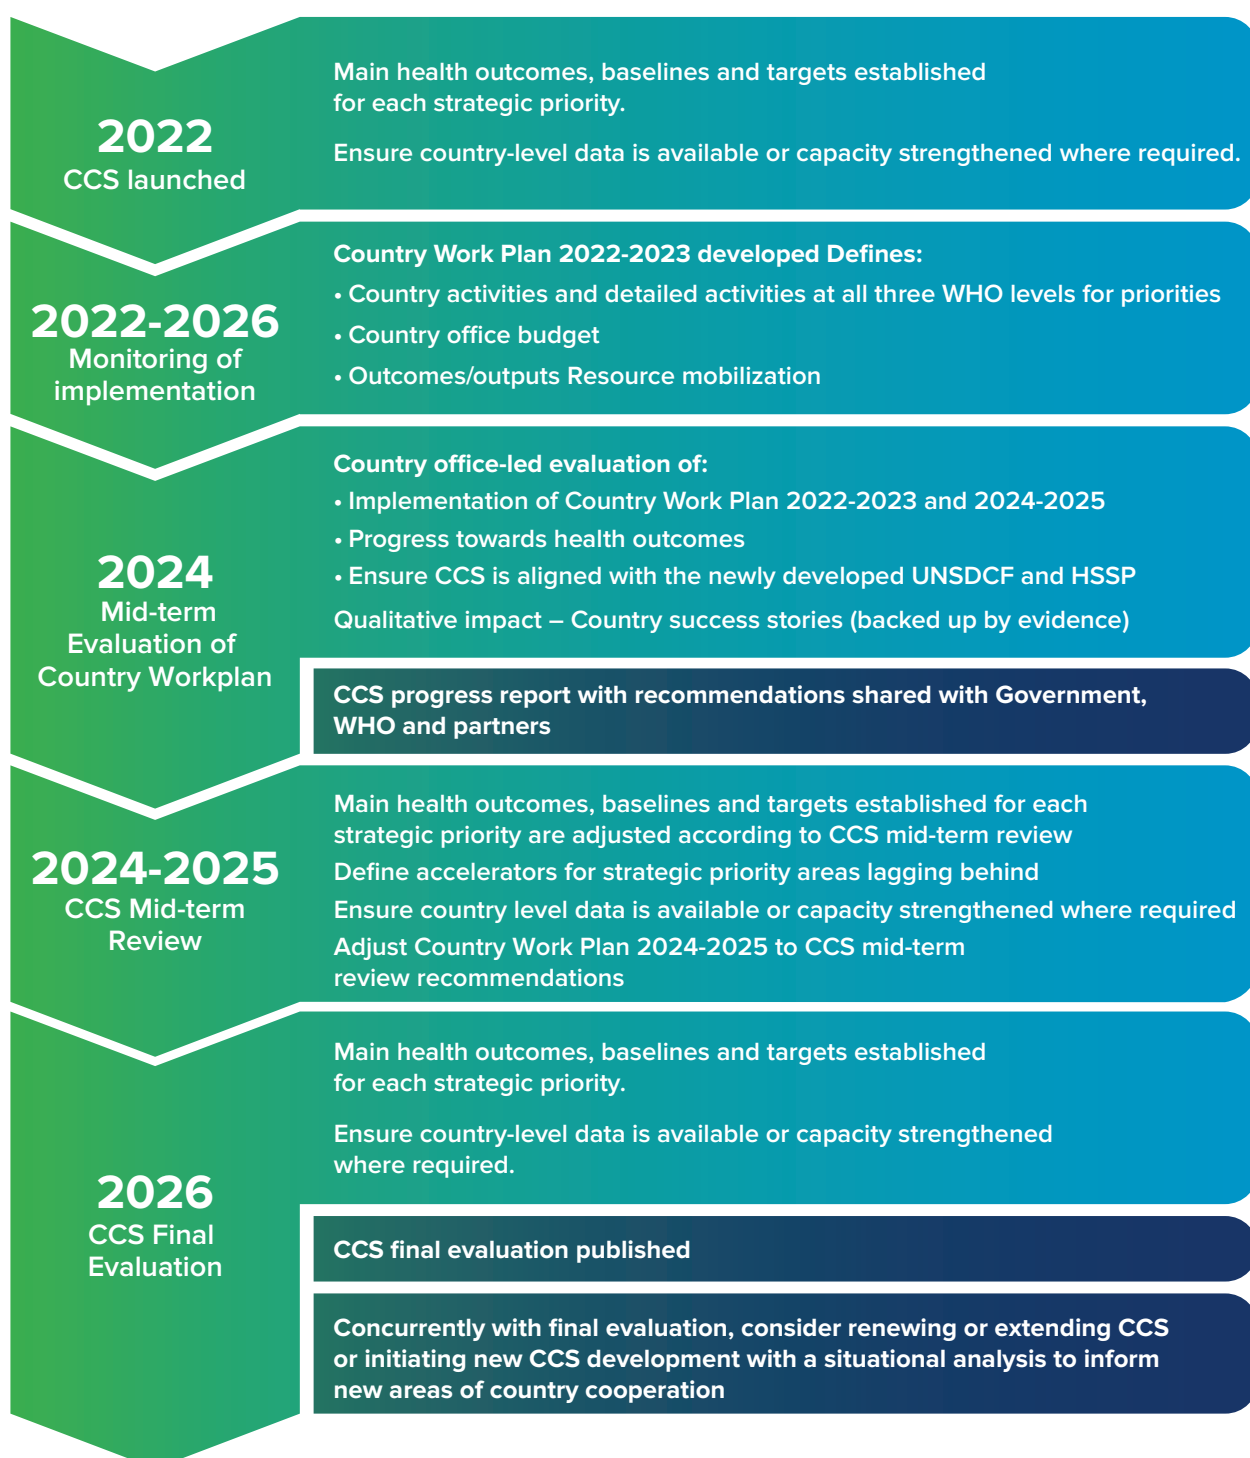 2022
CCS launched
Main health outcomes, baselines and targets established
for each strategic priority.
Ensure country-level data is available or capacity strengthened where required.
2022-2026
Monitoring of
implementation
Country Work Plan 2022-2023 developed Defines:
• Country activities and detailed activities at all three WHO levels for priorities
• Country office budget
• Outcomes/outputs Resource mobilization
2024
Mid-term
Evaluation of
Country Workplan
Country office-led evaluation of:
• Implementation of Country Work Plan 2022-2023 and 2024-2025
• Progress towards health outcomes
• Ensure CCS is aligned with the newly developed UNSDCF and HSSP
Qualitative impact – Country success stories (backed up by evidence)
CCS progress report with recommendations shared with Government,
WHO and partners
2024-2025
CCS Mid-term
Review
Main health outcomes, baselines and targets established for each
strategic priority are adjusted according to CCS mid-term review
Define accelerators for strategic priority areas lagging behind
Ensure country level data is available or capacity strengthened where required
Adjust Country Work Plan 2024-2025 to CCS mid-term
review recommendations
2026
CCS Final
Evaluation
Main health outcomes, baselines and targets established
for each strategic priority.
Ensure country-level data is available or capacity strengthened
where required.
CCS final evaluation published
Concurrently with final evaluation, consider renewing or extending CCS
or initiating new CCS development with a situational analysis to inform
new areas of country cooperation